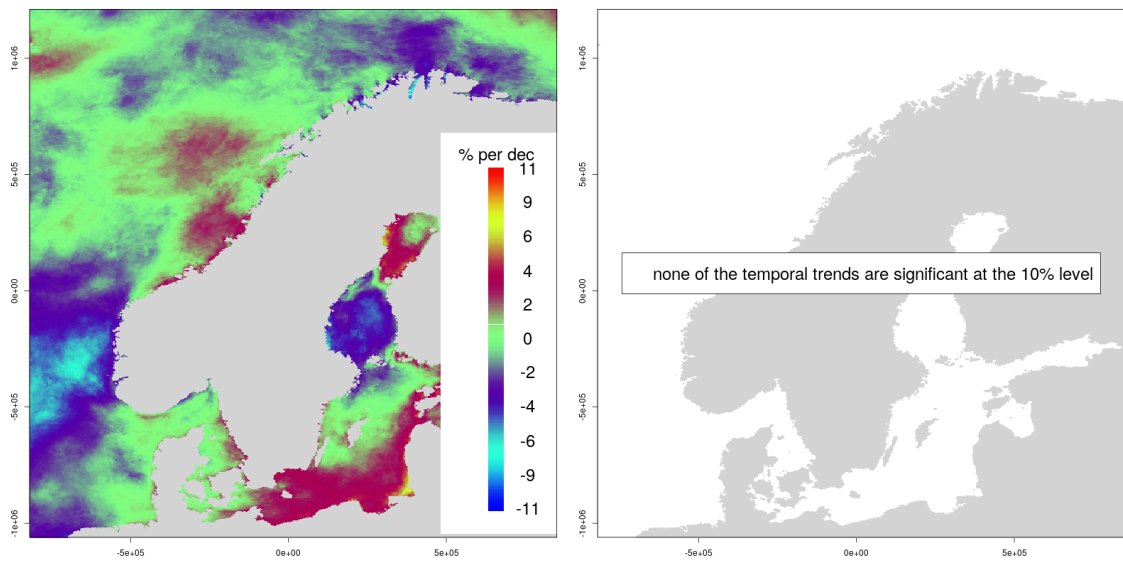 1e+06
5e+05
0e+00
-5e+05
-1e+06
-5e+05
0e+00
5e+05
% per dec
11
9
6
4
2
0
-2
-4
-6
-9
-11
1e+06
5e+05
0e+00
-5e+05
-1e+06
-5e+05
0e+00
5e+05
none of the temporal trends are significant at the 10% level